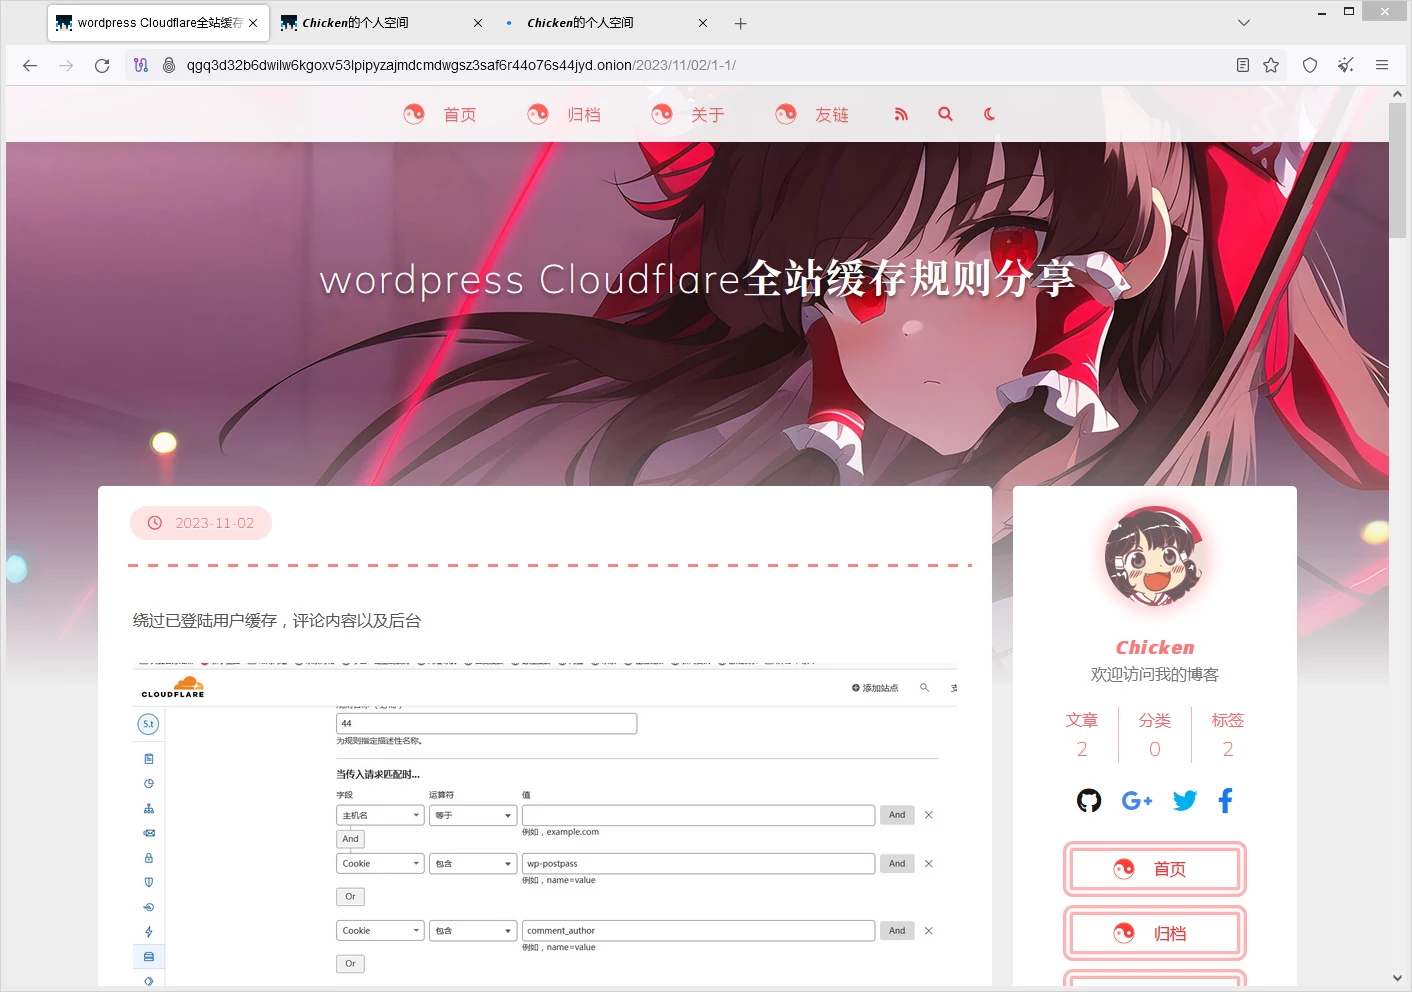 wordpress Cloudflare全站缓存
Chicken的个人空间
Chicken的个人空间
qgq3d32b6dwilw6kgoxv53lpipyzajmdcmdwgsz3saf6r44o76s44jyd.onion/2023/11/02/1-1/
首页 归档 关于 友链
wordpress Cloudflare全站缓存规则分享
2023-11-02
绕过已登陆用户缓存，评论内容以及后台
CLOUDFLARE
添加站点
5.t
44
为规则指定描述性名称。
当传入请求匹配时...
字段 运算符 值
主机名 等于 And
例如，example.com
And
Cookie 包含 wp-postpass And
例如，name=value
Or
Cookie 包含 comment_author And
例如，name=value
Or
Chicken
欢迎访问我的博客
文章 分类 标签
2 0 2
首页
归档